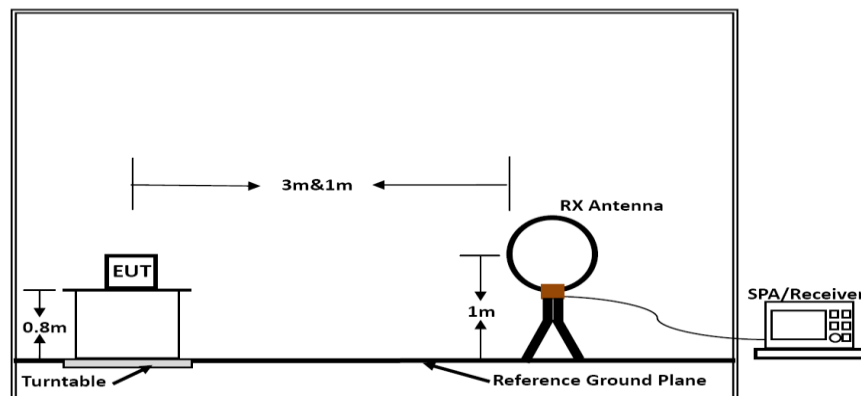 3m&1m
RX Antenna
EUT
SPA/Receiver
0.8m
1m
Turntable
Reference Ground Plane